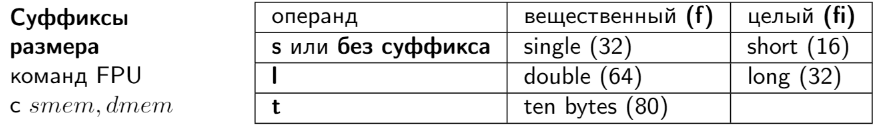 Суффиксы
размера
команд FPU
с smem, dmem
операнд вещественный (f) целый (fi)
s или без суффикса single (32) short (16)
l double (64) long (32)
t ten bytes (80)